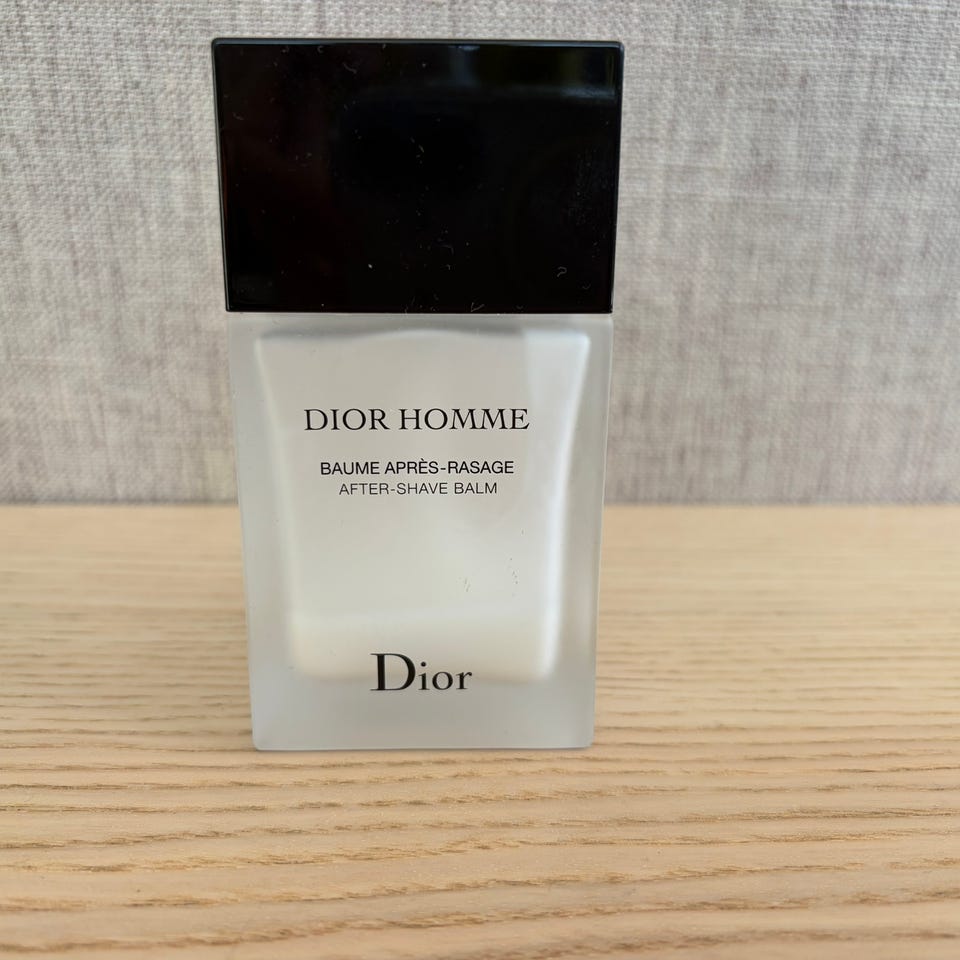 DIOR HOMME
BAUME APRÈS-RASAGE
AFTER-SHAVE BALM
Dior